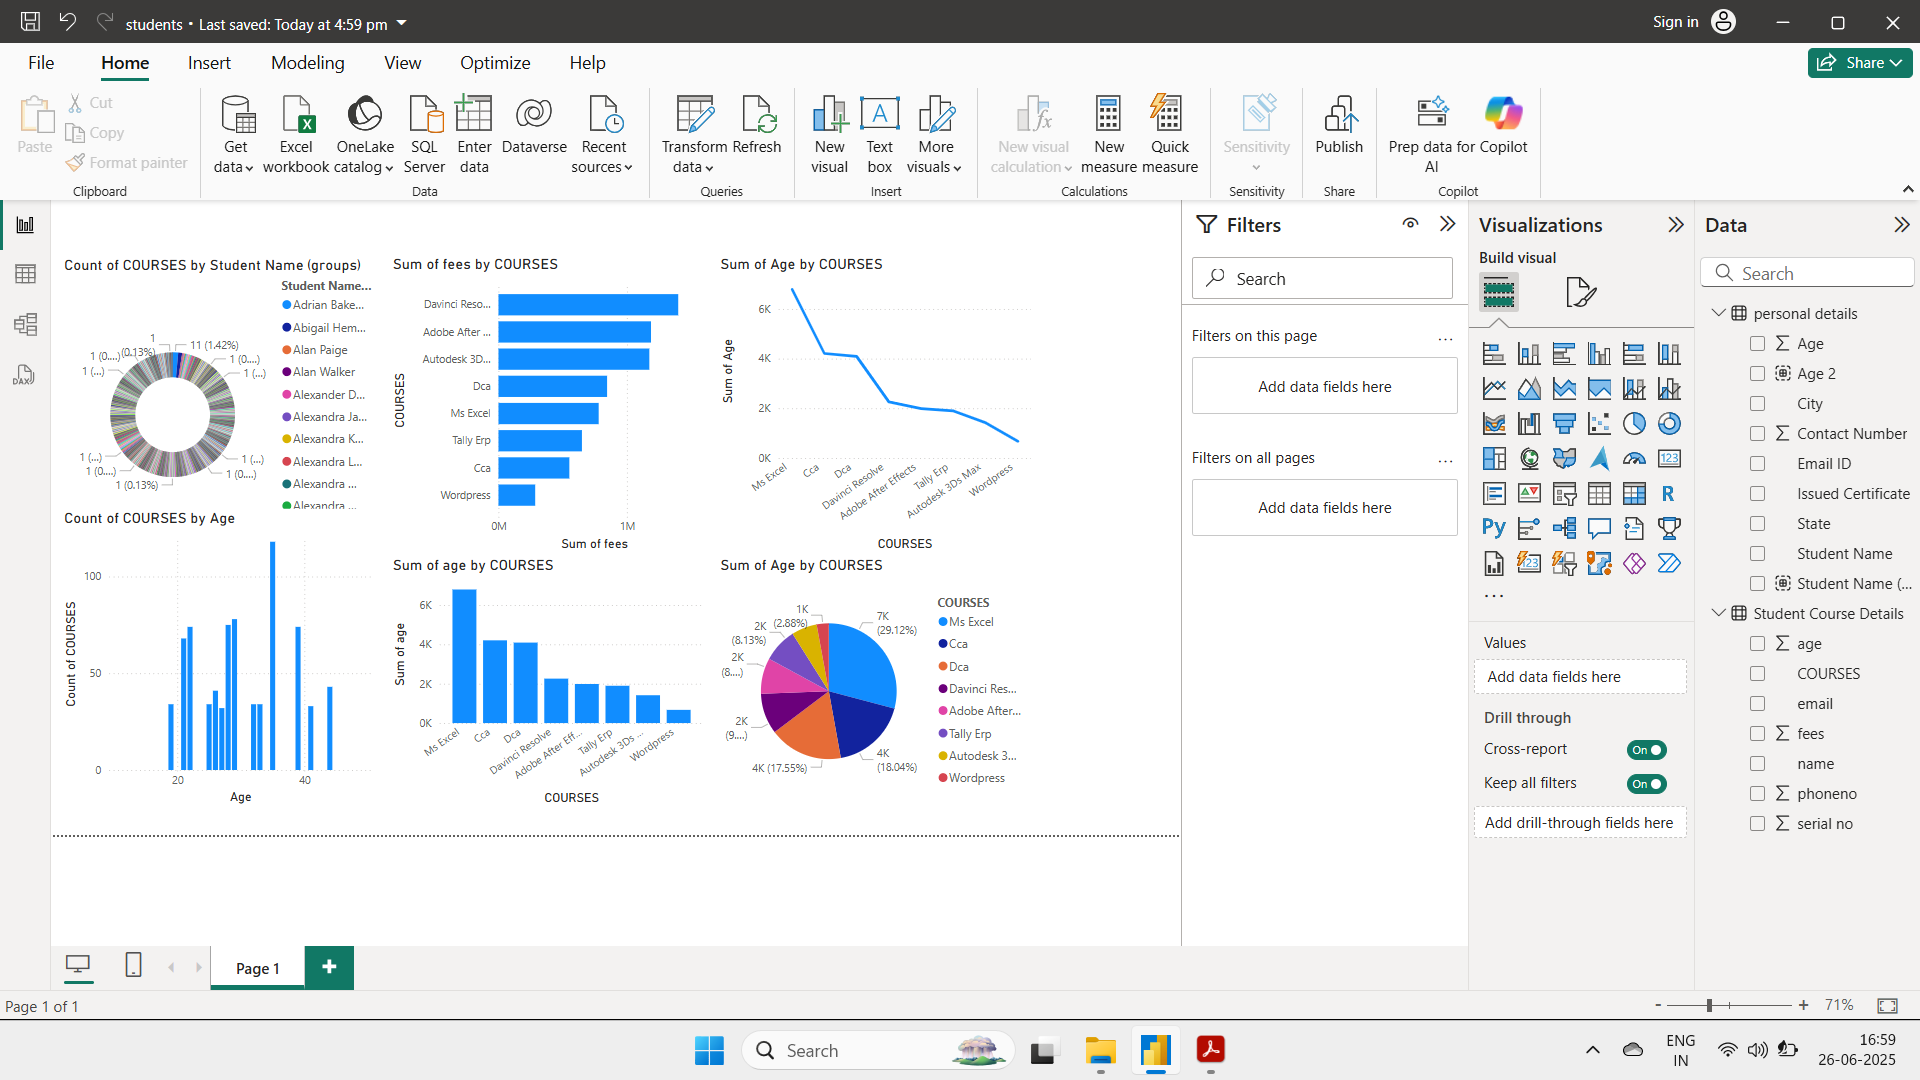 students • Last saved: Today at 4:59 pm
Sign in
File
Home
Insert
Modeling
View
Optimize
Help
Share
Paste
Cut
Copy
Format painter
Clipboard
Get data
Excel workbook
OneLake catalog
SQL Server
Enter data
Dataverse
Recent sources
Data
Transform data
Refresh
Queries
New visual
Text box
More visuals
Insert
New visual calculation
New measure
Quick measure
Calculations
Sensitivity
Sensitivity
Publish
Share
Prep data for AI
Copilot
Copilot
Count of COURSES by Student Name (groups)
Student Name...
Adrian Bake...
Abigail Hem...
Alan Paige
Alan Walker
Alexander D...
Alexandra Ja...
Alexandra K...
Alexandra L...
Alexandra ...
Alexandra ...
1
(0.13%)
11 (1.42%)
1 (0....)
1 (0....)
1 (...)
1 (...)
1 (...)
1 (...)
1 (0....)
1 (0....)
1 (0.13%)
Sum of fees by COURSES
COURSES
Davinci Reso...
Adobe After ...
Autodesk 3D...
Dca
Ms Excel
Tally Erp
Cca
Wordpress
0M
1M
Sum of fees
Sum of Age by COURSES
Sum of Age
6K
4K
2K
0K
Ms Excel
Cca
Dca
Davinci Resolve
Adobe After Effects
Tally Erp
Autodesk 3Ds Max
Wordpress
COURSES
Count of COURSES by Age
Count of COURSES
100
50
0
20
40
Age
Sum of age by COURSES
Sum of age
6K
4K
2K
0K
Ms Excel
Cca
Dca
Davinci Resolve
Adobe After Eff...
Tally Erp
Autodesk 3Ds ...
Wordpress
COURSES
Sum of Age by COURSES
1K
(2.88%)
2K
(8.13%)
2K
(8....)
2K
(9....)
4K (17.55%)
4K
(18.04%)
7K
(29.12%)
COURSES
Ms Excel
Cca
Dca
Davinci Res...
Adobe After...
Tally Erp
Autodesk 3...
Wordpress
Filters
Search
Filters on this page
...
Add data fields here
Filters on all pages
...
Add data fields here
Visualizations
Build visual
123
R
Py
123
...
Values
Add data fields here
Drill through
Cross-report
On
Keep all filters
On
Add drill-through fields here
Data
Search
personal details
Age
Age 2
City
Contact Number
Email ID
Issued Certificate
State
Student Name
Student Name (...
Student Course Details
age
COURSES
email
fees
name
phoneno
serial no
DAX
Page 1
Page 1 of 1
- + 71%
Search
ENG
IN
16:59
26-06-2025